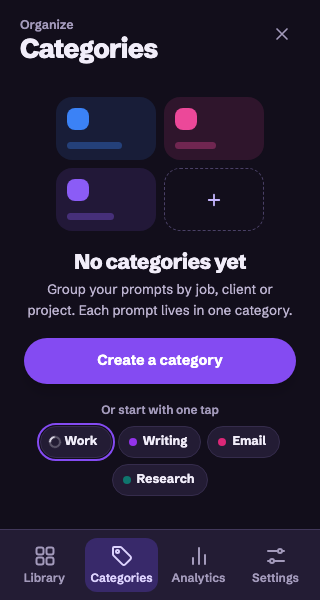 Organize
Categories
No categories yet
Group your prompts by job, client or
project. Each prompt lives in one category.
Create a category
Or start with one tap
Work
Writing
Email
Research
Library
Categories
Analytics
Settings